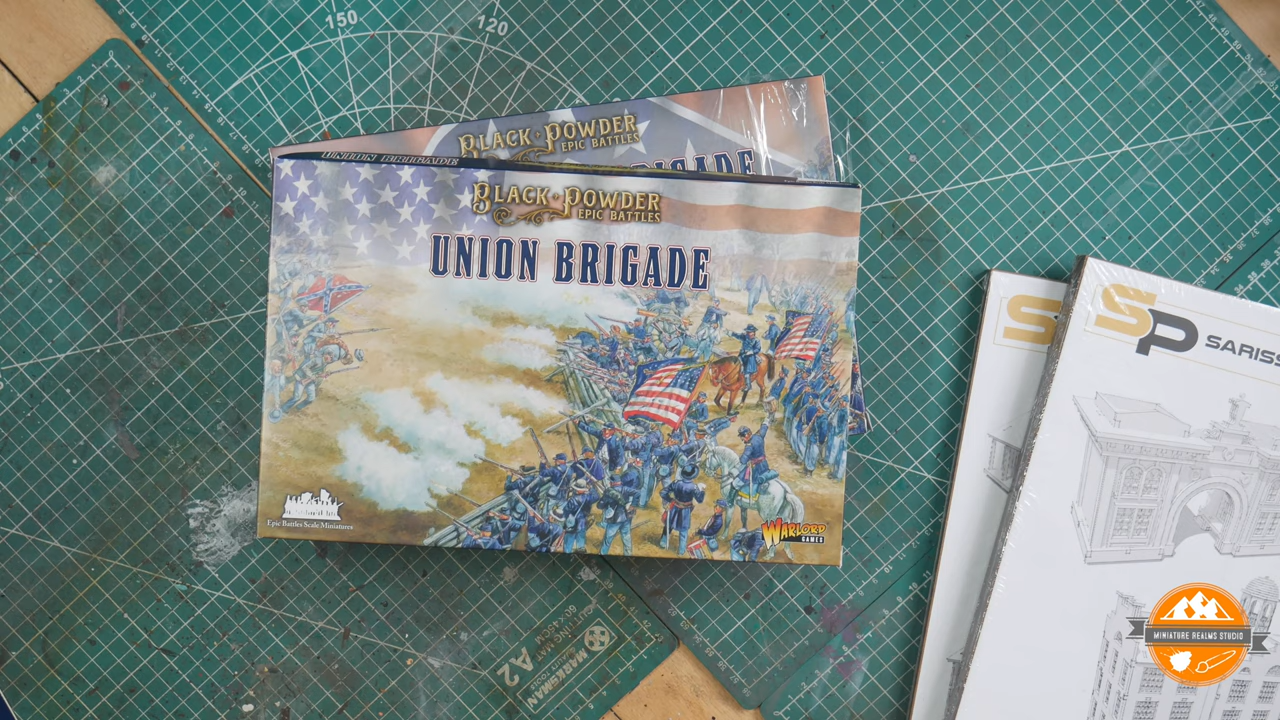 150
120
BLACK POWDER
EPIC BATTLES
BRIGADE
UNION BRIGADE
BLACK POWDER
EPIC BATTLES
UNION BRIGADE
Epic Battles Scale Miniatures
WARLORD
GAMES
SP
SP
A2
MINIATURE REALMS STUDIO